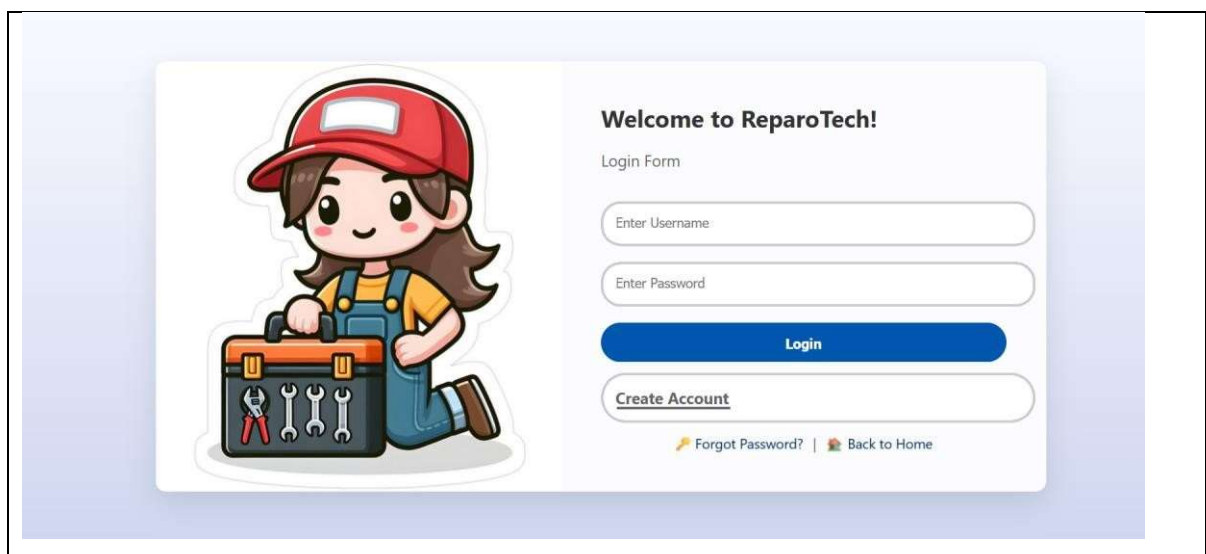 Welcome to ReparoTech!
Login Form
Enter Username
Enter Password
Login
Create Account
🔑 Forgot Password? | 🏠 Back to Home